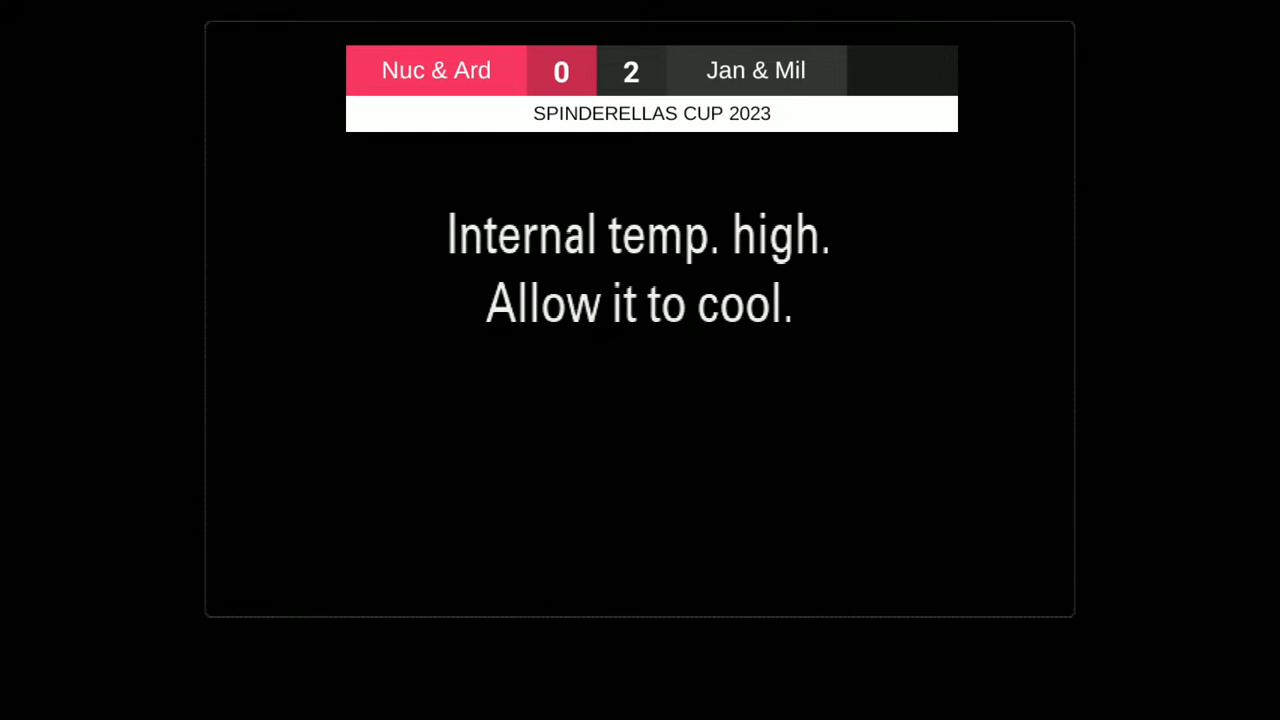 Nuc & Ard 0 2 Jan & Mil
SPINDERELLAS CUP 2023
Internal temp. high.
Allow it to cool.